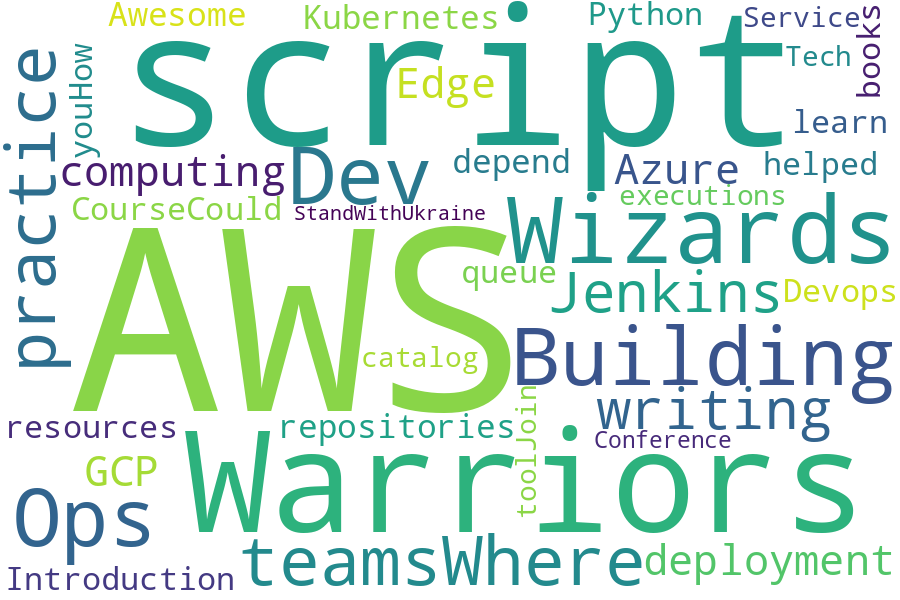 Awesome
Kubernetes
Python
Service
books
script
youHow
Edge
Tech
practice
learn
computing
Dev
depend
Azure
helped
executions
CourseCould
StandWithUkraine
Wizards
AWS
queue
Jenkins
Devops
Building
catalog
writing
toolJoin
resources
repositories
Conference
Warriors
GCP
Ops
teamsWhere
deployment
Introduction